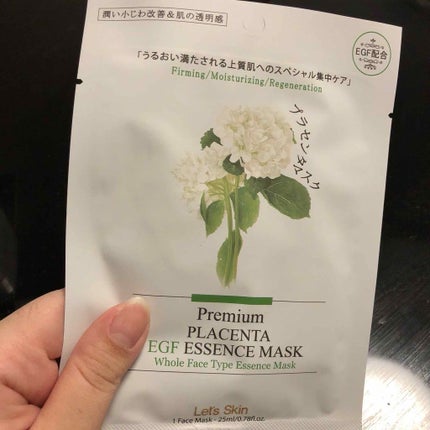 潤い小じわ改善&肌の透明感
EGF配合
「うるおい満たされる上質肌へのスペシャル集中ケア」
Firming/Moisturizing/Regeneration
プラセンタマスク
Premium
PLACENTA
EGF ESSENCE MASK
Whole Face Type Essence Mask
Let's Skin
1 Face Mask - 25ml/0.78fl.oz.